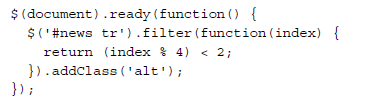 $(document).ready(function() {
  $('#news tr').filter(function(index) {
    return (index % 4) < 2;
  }).addClass('alt');
});